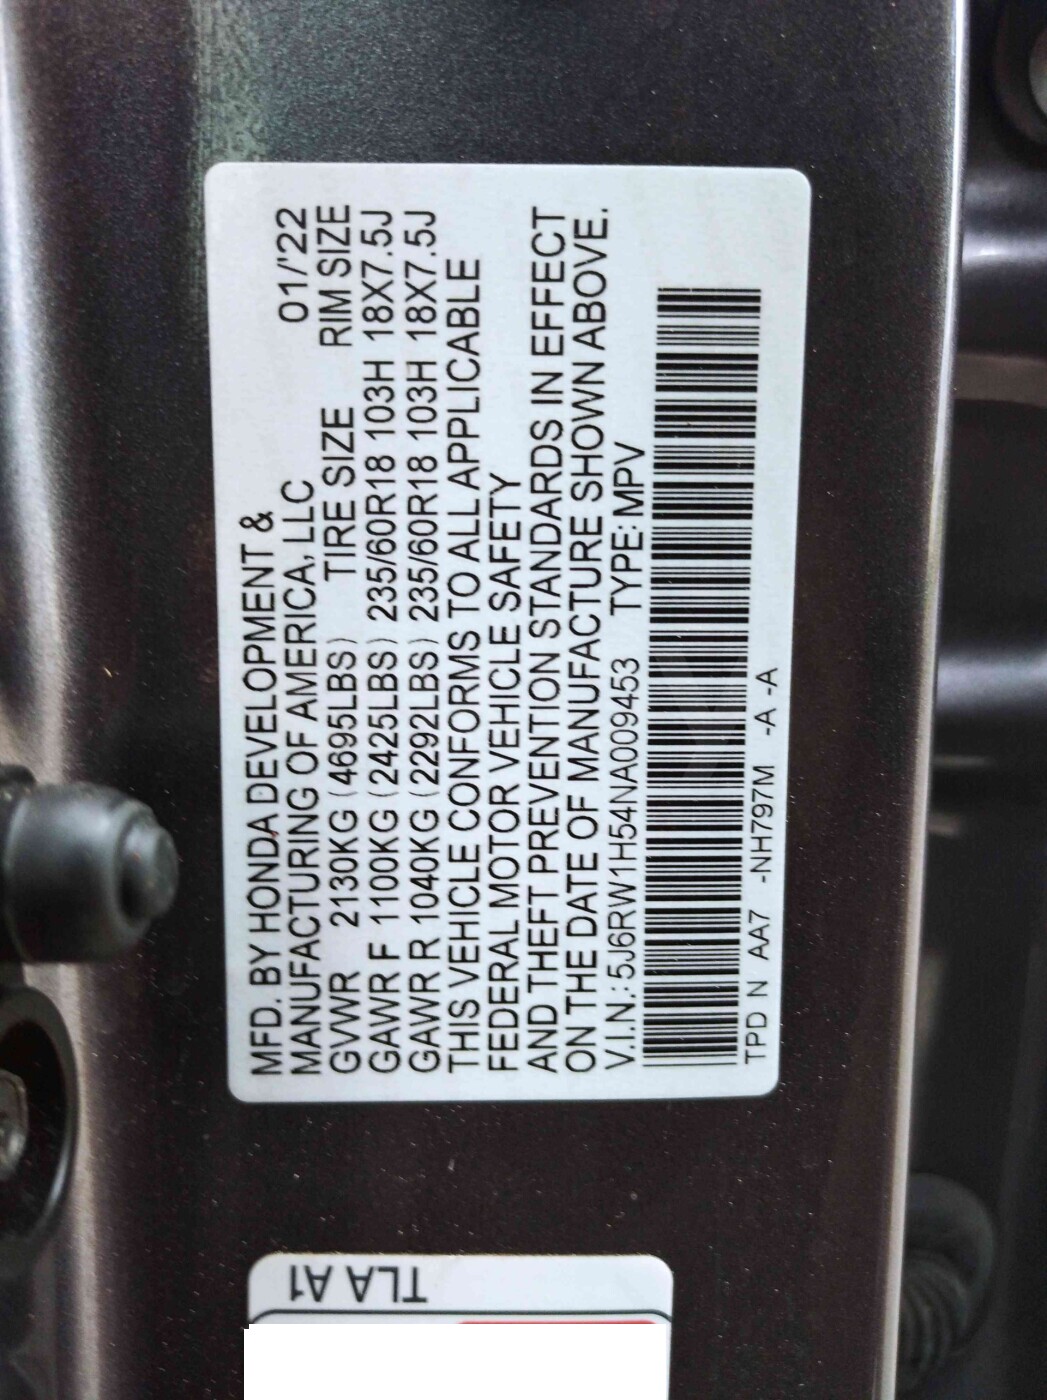 MFD. BY HONDA DEVELOPMENT &
MANUFACTURING OF AMERICA, LLC 01/'22
GVWR 2130KG (4695LBS) TIRE SIZE RIM SIZE
GAWR F 1100KG (2425LBS) 235/60R18 103H 18X7.5J
GAWR R 1040KG (2292LBS) 235/60R18 103H 18X7.5J
THIS VEHICLE CONFORMS TO ALL APPLICABLE
FEDERAL MOTOR VEHICLE SAFETY
AND THEFT PREVENTION STANDARDS IN EFFECT
ON THE DATE OF MANUFACTURE SHOWN ABOVE.
V.I.N.: 5J6RW1H54NA009453 TYPE: MPV
TPD N AA7 -NH797M -A -A
TLA A1